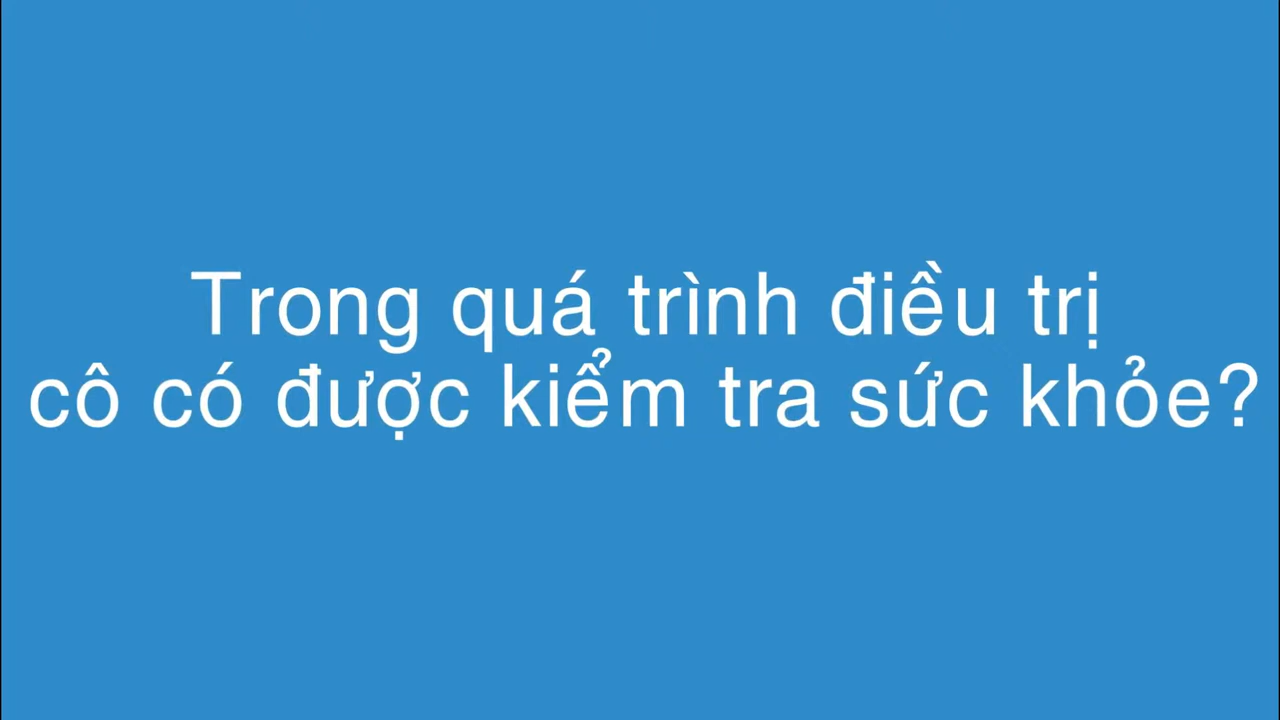 Trong quá trình điều trị
cô có được kiểm tra sức khỏe?